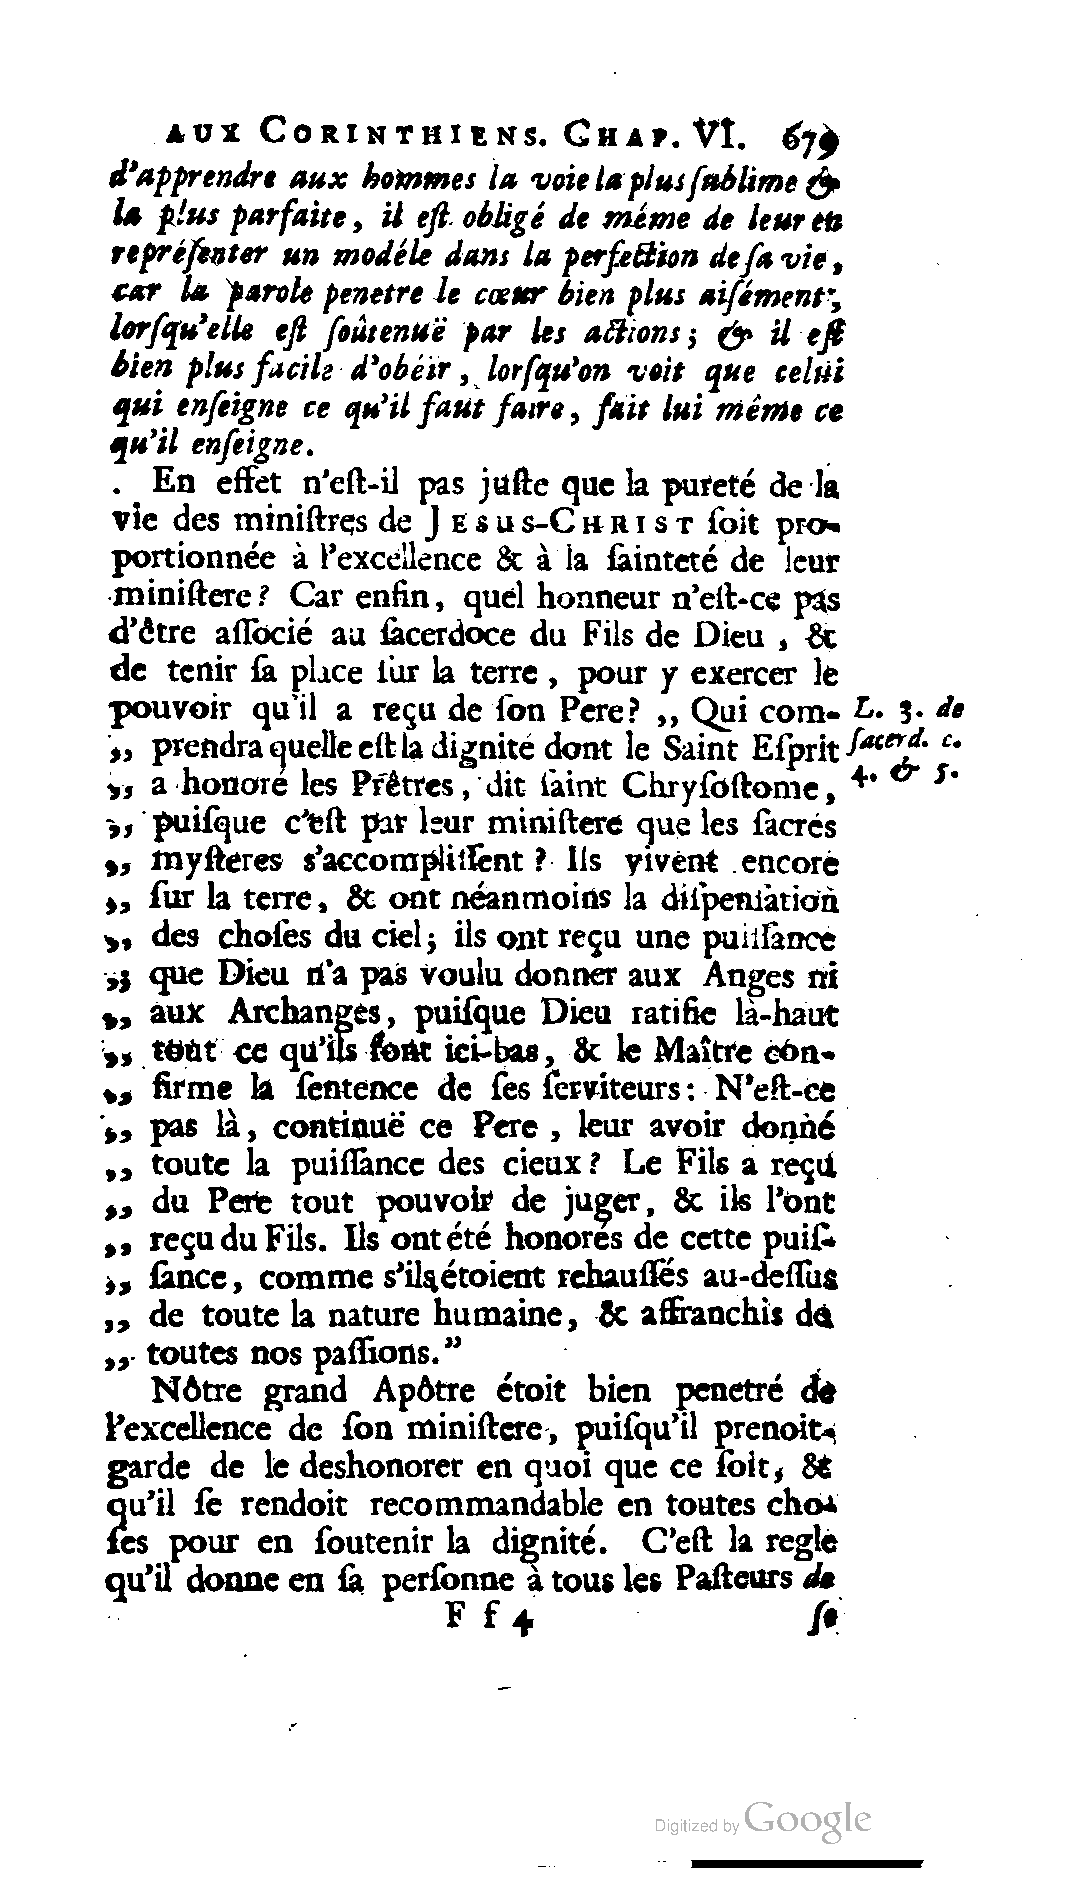 AUX CORINTHIENS. CHAP. VI. 679
d'apprendre aux hommes la voie la plus ſublime &
la plus parfaite, il eſt obligé de même de leur en
repréſenter un modéle dans la perfection de ſa vie,
car la parole penetre le cœur bien plus aiſément,
lorſqu'elle eſt ſoûtenuë par les actions; & il eſt
bien plus facile d'obéir, lorſqu'on voit que celui
qui enſeigne ce qu'il faut faire, fait lui même ce
qu'il enſeigne.
En effet n'eſt-il pas juſte que la pureté de la
vie des miniſtres de JESUS-CHRIST ſoit pro-
portionnée à l'excellence & à la ſainteté de leur
miniſtere? Car enfin, quel honneur n'eſt-ce pas
d'être aſſocié au ſacerdoce du Fils de Dieu, &
de tenir ſa place ſur la terre, pour y exercer le
pouvoir qu'il a reçu de ſon Pere? ,, Qui com-
,, prendra quelle eſt la dignité dont le Saint Eſprit
,, a honoré les Prêtres, dit ſaint Chryſoſtome,
,, puiſque c'eſt par leur miniſtere que les ſacrés
,, myſteres s'accompliſſent? Ils vivent encore
,, ſur la terre, & ont néanmoins la diſpenſation
,, des choſes du ciel; ils ont reçu une puiſſance
,, que Dieu n'a pas voulu donner aux Anges ni
,, aux Archanges, puiſque Dieu ratifie là-haut
,, tout ce qu'ils font ici-bas, & le Maître con-
,, firme la ſentence de ſes ſerviteurs: N'eſt-ce
,, pas là, continuë ce Pere, leur avoir donné
,, toute la puiſſance des cieux? Le Fils a reçu
,, du Pere tout pouvoir de juger, & ils l'ont
,, reçu du Fils. Ils ont été honorés de cette puiſ-
,, ſance, comme s'ils étoient rehauſſés au-deſſus
,, de toute la nature humaine, & affranchis de
,, toutes nos paſſions."
Nôtre grand Apôtre étoit bien penetré de
l'excellence de ſon miniſtere, puiſqu'il prenoit
garde de le deshonorer en quoi que ce ſoit, &
qu'il ſe rendoit recommandable en toutes cho-
ſes pour en ſoutenir la dignité. C'eſt la regle
qu'il donne en ſa perſonne à tous les Paſteurs de
Ff 4 ſe
L. 3. de
ſacerd. c.
4. & 5.
Digitized by Google